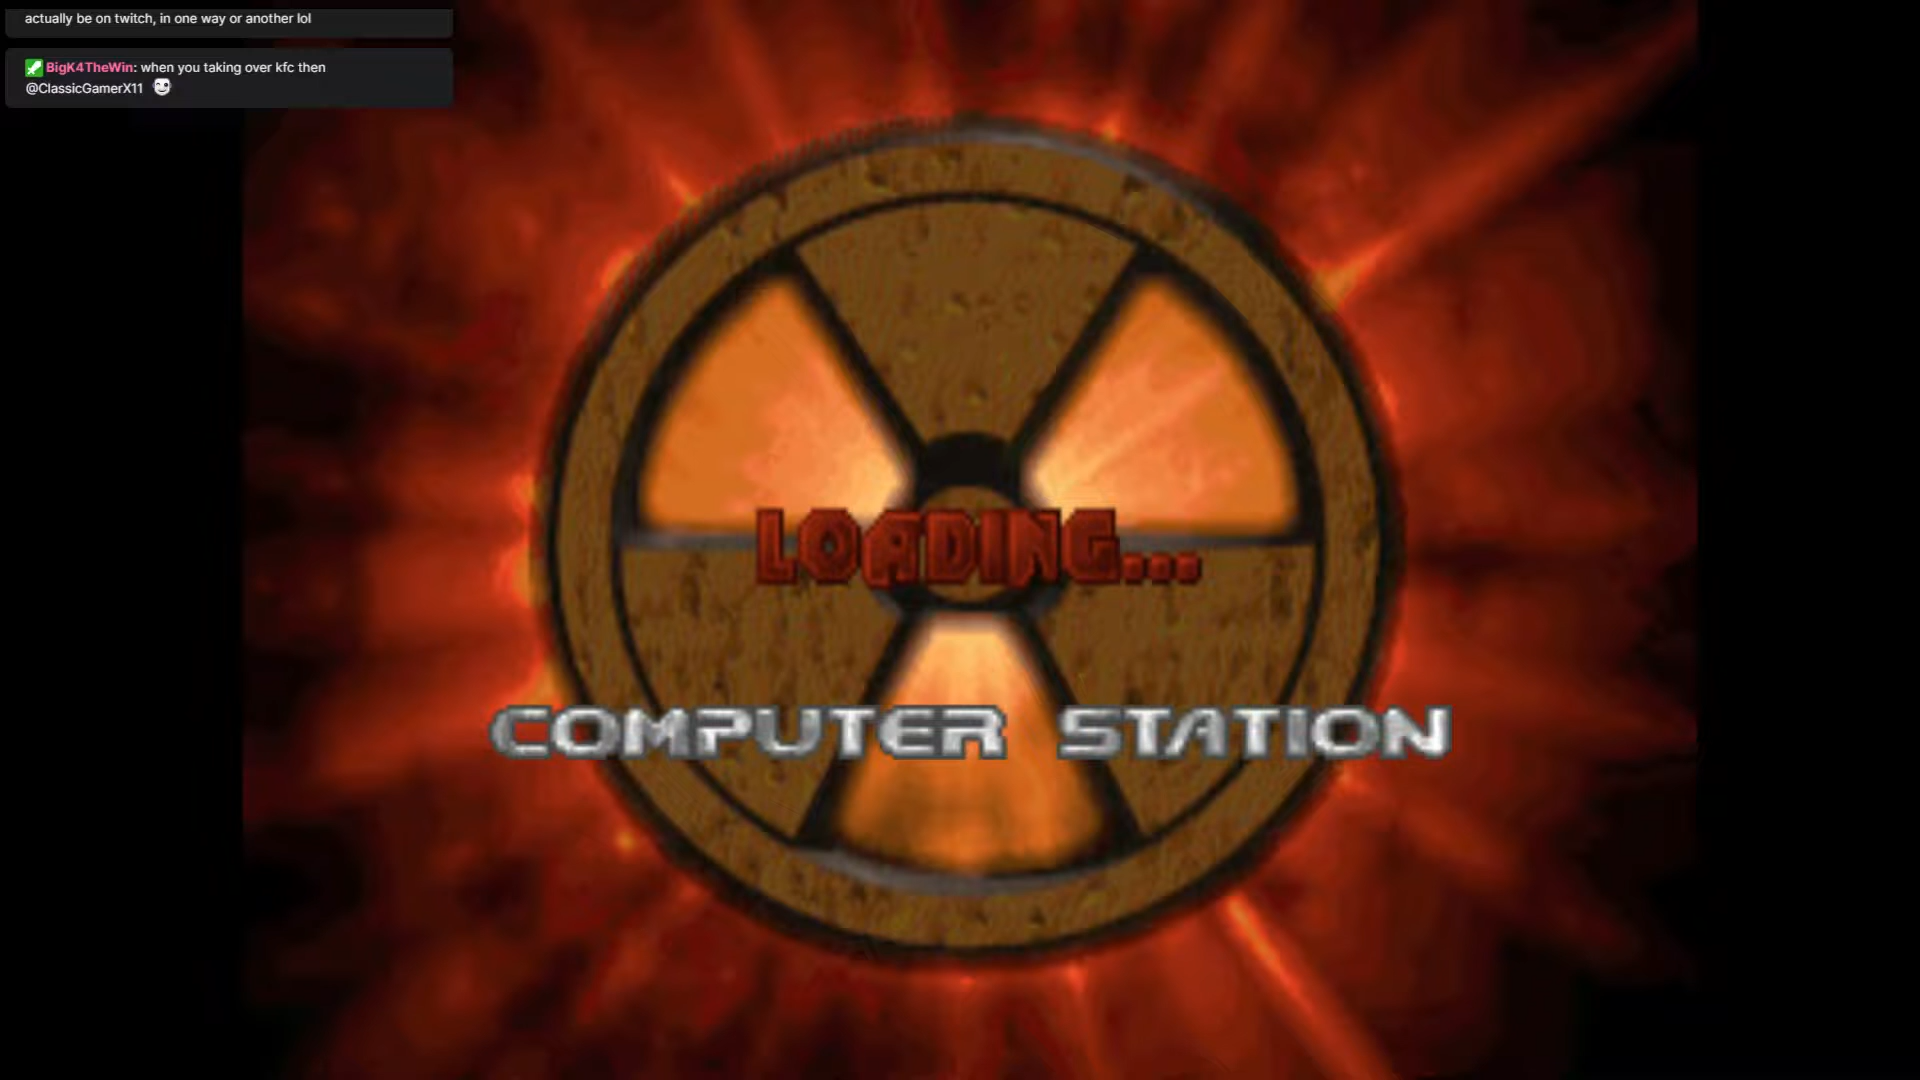 actually be on twitch, in one way or another lol
BigK4TheWin: when you taking over kfc then
@ClassicGamerX11
LOADING...
COMPUTER STATION